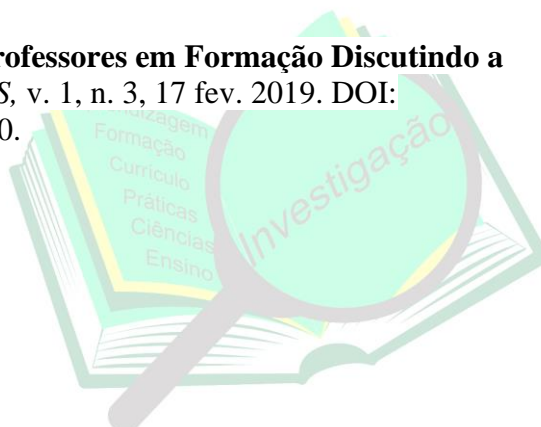 rofessores em Formação Discutindo a
S, v. 1, n. 3, 17 fev. 2019. DOI:
0.
Formação
Currículo
Práticas
Ciências
Ensino
Investigação